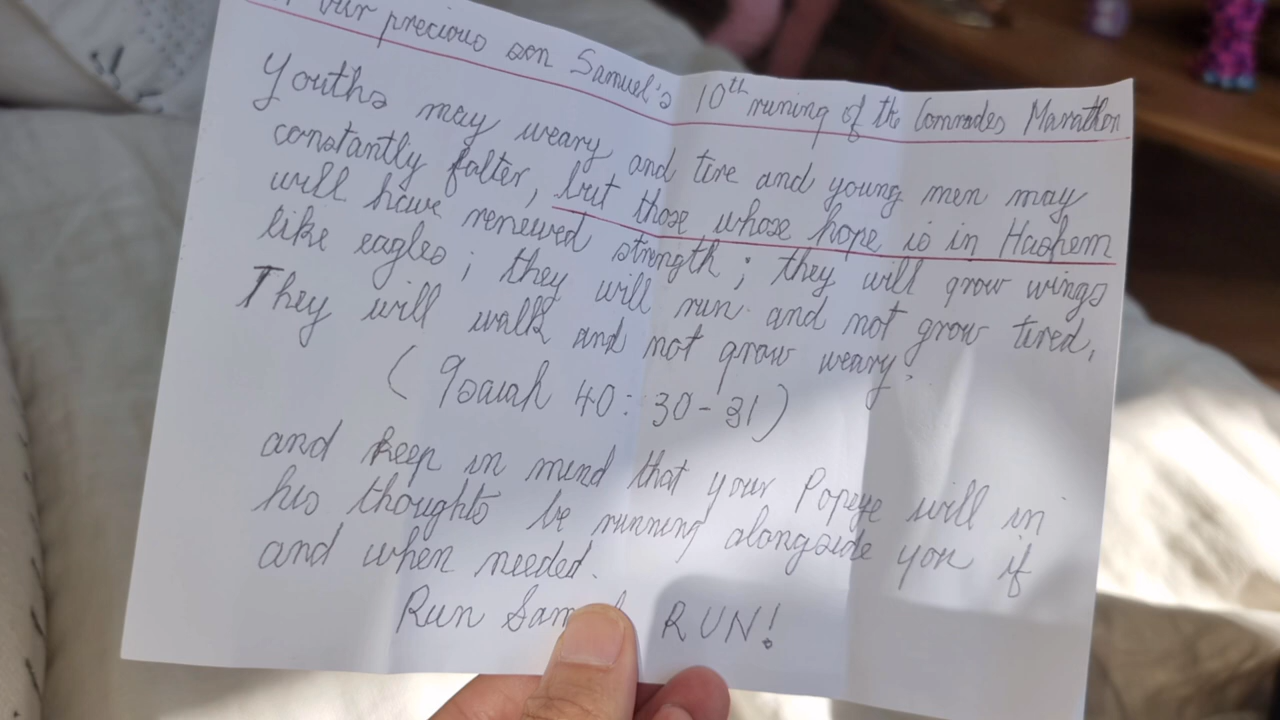 our precious son Samuel's 10th runing of the Comrades Marathon
Youths may weary and tire and young men may
constantly falter, but those whose hope is in Hashem
will have renewed strength; they will grow wings
like eagles; they will run and not grow tired,
They will walk and not grow weary.
(Isaiah 40:30-31)
and keep in mind that your Popeye will in
his thoughts be running alongside you if
and when needed.
Run Sam RUN!